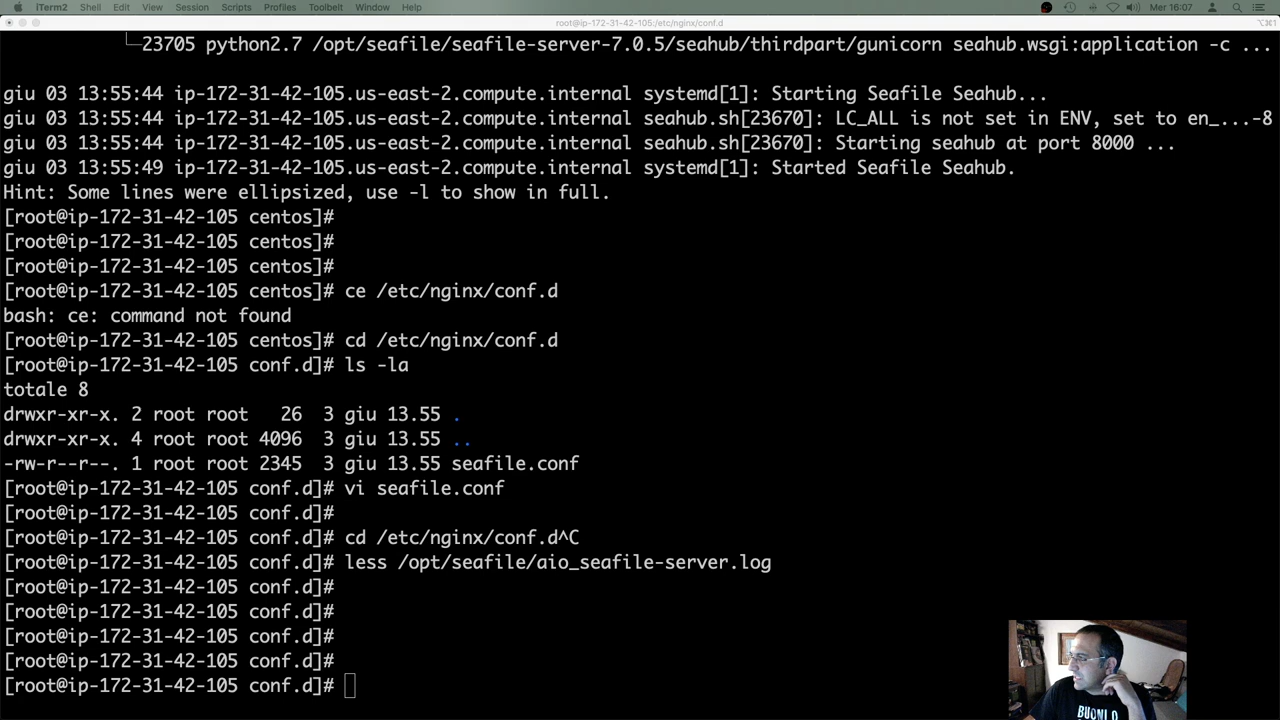 iTerm2 Shell Edit View Session Scripts Profiles Toolbelt Window Help Mer 16:07
root@ip-172-31-42-105:/etc/nginx/conf.d ⌥⌘1
└─23705 python2.7 /opt/seafile/seafile-server-7.0.5/seahub/thirdpart/gunicorn seahub.wsgi:application -c ...
giu 03 13:55:44 ip-172-31-42-105.us-east-2.compute.internal systemd[1]: Starting Seafile Seahub...
giu 03 13:55:44 ip-172-31-42-105.us-east-2.compute.internal seahub.sh[23670]: LC_ALL is not set in ENV, set to en_...-8
giu 03 13:55:44 ip-172-31-42-105.us-east-2.compute.internal seahub.sh[23670]: Starting seahub at port 8000 ...
giu 03 13:55:49 ip-172-31-42-105.us-east-2.compute.internal systemd[1]: Started Seafile Seahub.
Hint: Some lines were ellipsized, use -l to show in full.
[root@ip-172-31-42-105 centos]#
[root@ip-172-31-42-105 centos]#
[root@ip-172-31-42-105 centos]#
[root@ip-172-31-42-105 centos]# ce /etc/nginx/conf.d
bash: ce: command not found
[root@ip-172-31-42-105 centos]# cd /etc/nginx/conf.d
[root@ip-172-31-42-105 conf.d]# ls -la
totale 8
drwxr-xr-x. 2 root root   26  3 giu 13.55 .
drwxr-xr-x. 4 root root 4096  3 giu 13.55 ..
-rw-r--r--. 1 root root 2345  3 giu 13.55 seafile.conf
[root@ip-172-31-42-105 conf.d]# vi seafile.conf
[root@ip-172-31-42-105 conf.d]#
[root@ip-172-31-42-105 conf.d]# cd /etc/nginx/conf.d^C
[root@ip-172-31-42-105 conf.d]# less /opt/seafile/aio_seafile-server.log
[root@ip-172-31-42-105 conf.d]#
[root@ip-172-31-42-105 conf.d]#
[root@ip-172-31-42-105 conf.d]#
[root@ip-172-31-42-105 conf.d]#
[root@ip-172-31-42-105 conf.d]#